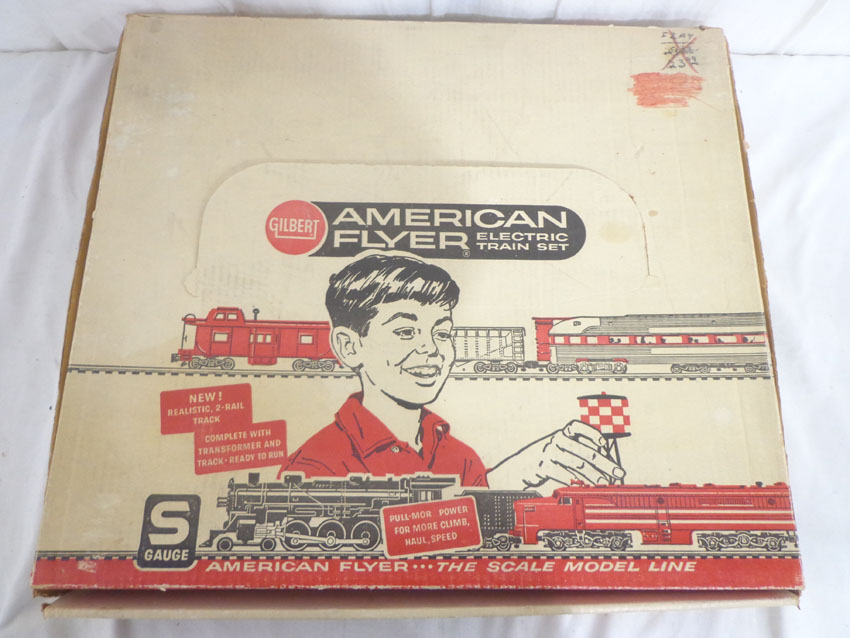 GILBERT
AMERICAN
FLYER®
ELECTRIC
TRAIN SET
NEW!
REALISTIC, 2-RAIL
TRACK
COMPLETE WITH
TRANSFORMER AND
TRACK·READY TO RUN
PULL-MOR POWER
FOR MORE CLIMB,
HAUL, SPEED
S
GAUGE
AMERICAN FLYER•••THE SCALE MODEL LINE